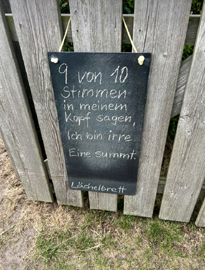 9 von 10
Stimmen
in meinem
Kopf sagen,
Ich bin irre.
Eine summt.
Lächelbrett